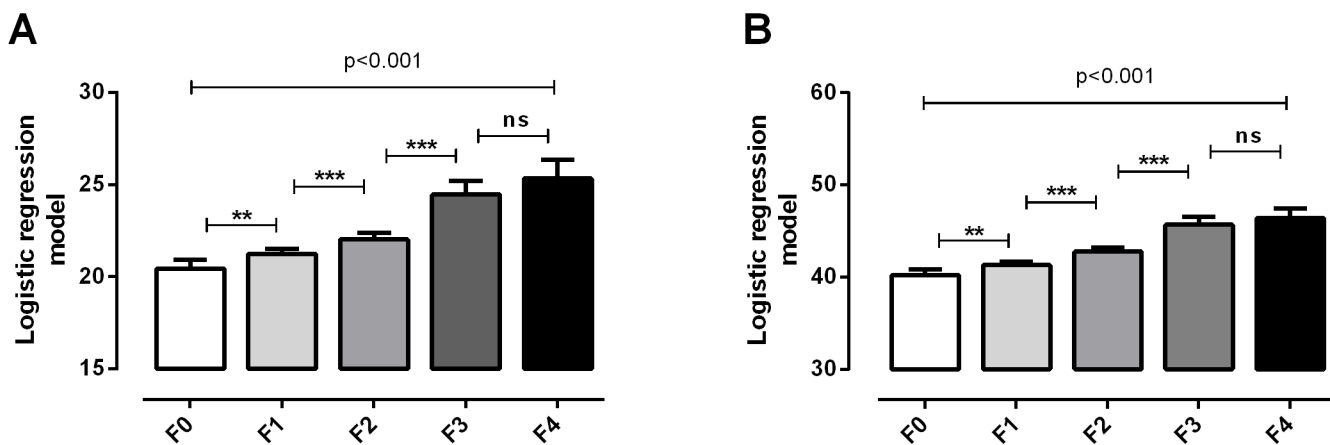 A
p<0.001
30
ns
***
25
***
**
20
15
Logistic regression
model
F0
F1
F2
F3
F4
B
p<0.001
60
ns
***
50
***
**
40
30
Logistic regression
model
F0
F1
F2
F3
F4